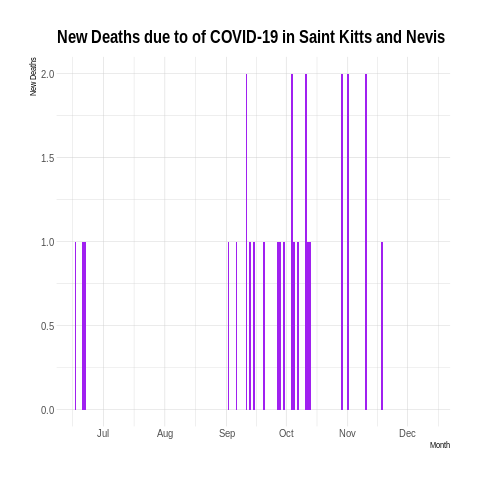 New Deaths due to of COVID-19 in Saint Kitts and Nevis
New Deaths
2.0
1.5
1.0
0.5
0.0
Jul Aug Sep Oct Nov Dec
Month